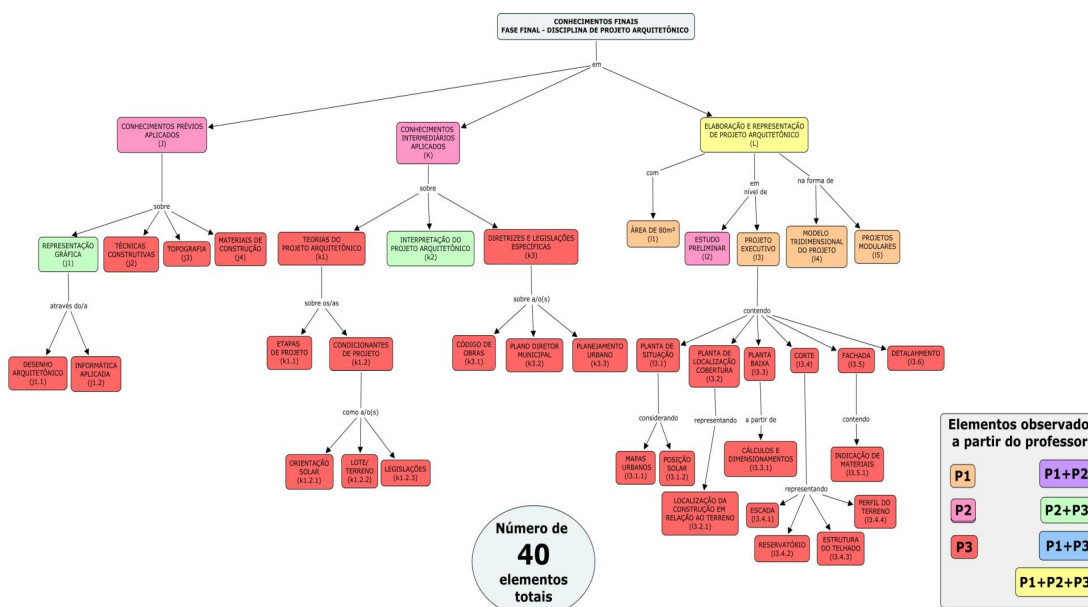 CONHECIMENTOS FINAIS
FASE FINAL - DISCIPLINA DE PROJETO ARQUITETÔNICO
em
CONHECIMENTOS PRÉVIOS
APLICADOS
(J)
CONHECIMENTOS
INTERMEDIÁRIOS
APLICADOS
(K)
ELABORAÇÃO E REPRESENTAÇÃO
DE PROJETO ARQUITETÔNICO
(L)
sobre
sobre
com
em
nível de
na forma de
REPRESENTAÇÃO
GRÁFICA
(j1)
TÉCNICAS
CONSTRUTIVAS
(j2)
TOPOGRAFIA
(j3)
MATERIAIS DE
CONSTRUÇÃO
(j4)
TEORIAS DO
PROJETO ARQUITETÔNICO
(k1)
INTERPRETAÇÃO DO
PROJETO ARQUITETÔNICO
(k2)
DIRETRIZES E LEGISLAÇÕES
ESPECÍFICAS
(k3)
ÁREA DE 80m²
(l1)
ESTUDO
PRELIMINAR
(l2)
PROJETO
EXECUTIVO
(l3)
MODELO
TRIDIMENSIONAL
DO PROJETO
(l4)
PROJETOS
MODULARES
(l5)
através do/a
sobre os/as
sobre a/o(s)
contendo
DESENHO
ARQUITETÔNICO
(j1.1)
INFORMÁTICA
APLICADA
(j1.2)
ETAPAS
DE PROJETO
(k1.1)
CONDICIONANTES
DE PROJETO
(k1.2)
CÓDIGO DE
OBRAS
(k3.1)
PLANO DIRETOR
MUNICIPAL
(k3.2)
PLANEJAMENTO
URBANO
(k3.3)
PLANTA DE
SITUAÇÃO
(l3.1)
PLANTA DE
LOCALIZAÇÃO
COBERTURA
(l3.2)
PLANTA
BAIXA
(l3.3)
CORTE
(l3.4)
FACHADA
(l3.5)
DETALAHMENTO
(l3.6)
como a/o(s)
considerando
representando
a partir de
contendo
ORIENTAÇÃO
SOLAR
(k1.2.1)
LOTE/
TERRENO
(k1.2.2)
LEGISLAÇÕES
(k1.2.3)
MAPAS
URBANOS
(l3.1.1)
POSIÇÃO
SOLAR
(l3.1.2)
CÁLCULOS E
DIMENSIONAMENTOS
(l3.3.1)
INDICAÇÃO DE
MATERIAIS
(l3.5.1)
LOCALIZAÇÃO DA
CONSTRUÇÃO EM
RELAÇÃO AO TERRENO
(l3.2.1)
representando
ESCADA
(l3.4.1)
RESERVATÓRIO
(l3.4.2)
ESTRUTURA
DO TELHADO
(l3.4.3)
PERFIL DO
TERRENO
(l3.4.4)
Número de
40
elementos
totais
Elementos observado
a partir do professor
P1
P1+P2
P2
P2+P3
P3
P1+P3
P1+P2+P3